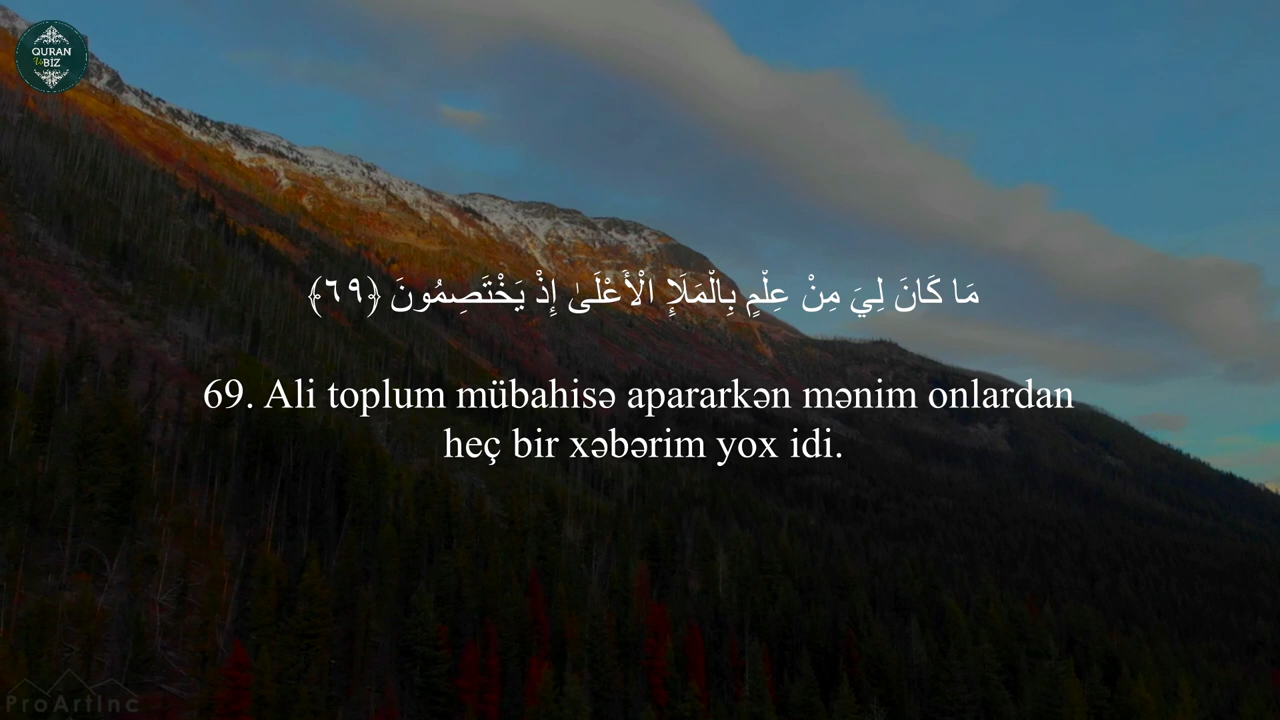 QURAN
Və BİZ
مَا كَانَ لِيَ مِنْ عِلْمٍ بِالْمَلَإِ الْأَعْلَىٰ إِذْ يَخْتَصِمُونَ ﴿٦٩﴾
69. Ali toplum mübahisə apararkən mənim onlardan
heç bir xəbərim yox idi.
ProArtInc